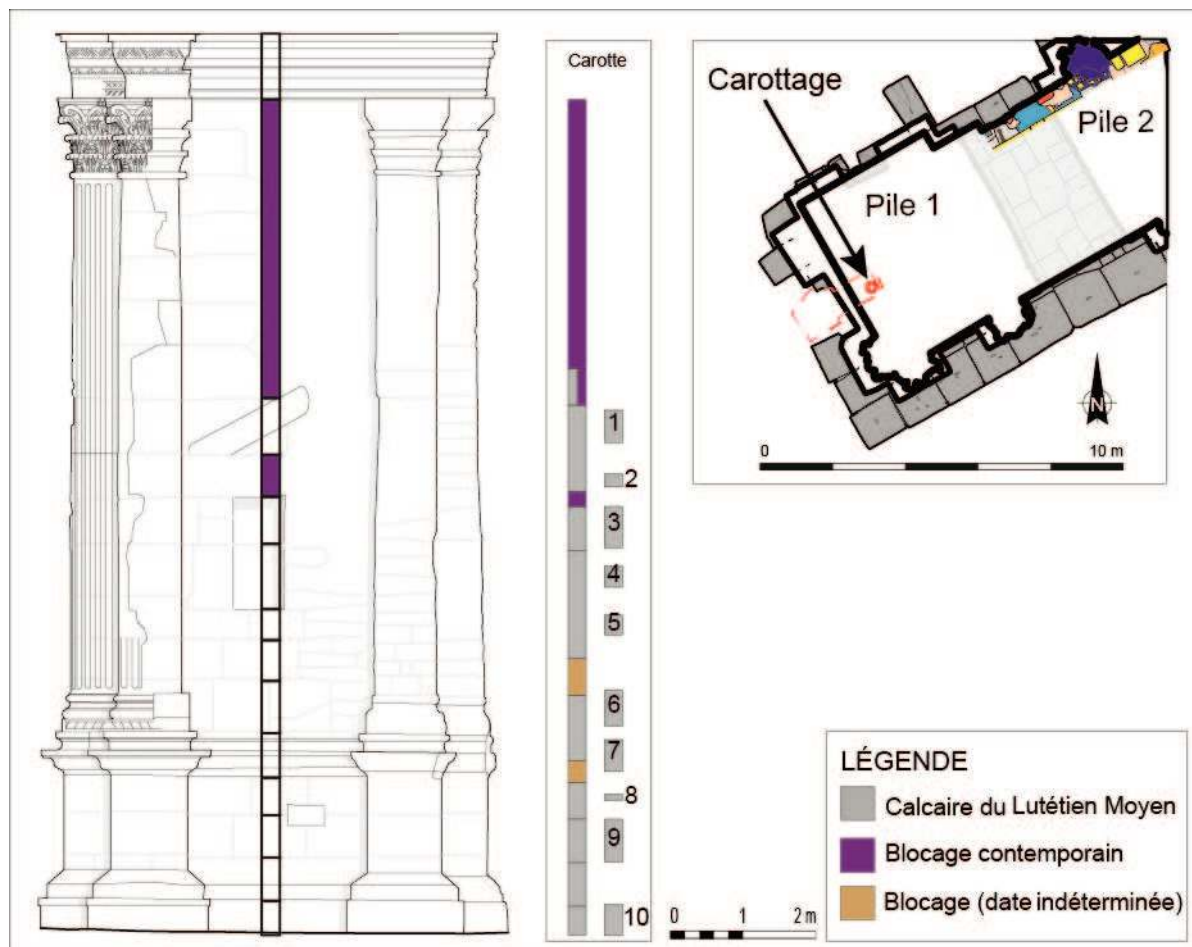 Carotte
1
2
3
4
5
6
7
8
9
10
0 1 2 m
Carottage
Pile 2
Pile 1
N
0 10 m
LÉGENDE
Calcaire du Lutétien Moyen
Blocage contemporain
Blocage (date indéterminée)